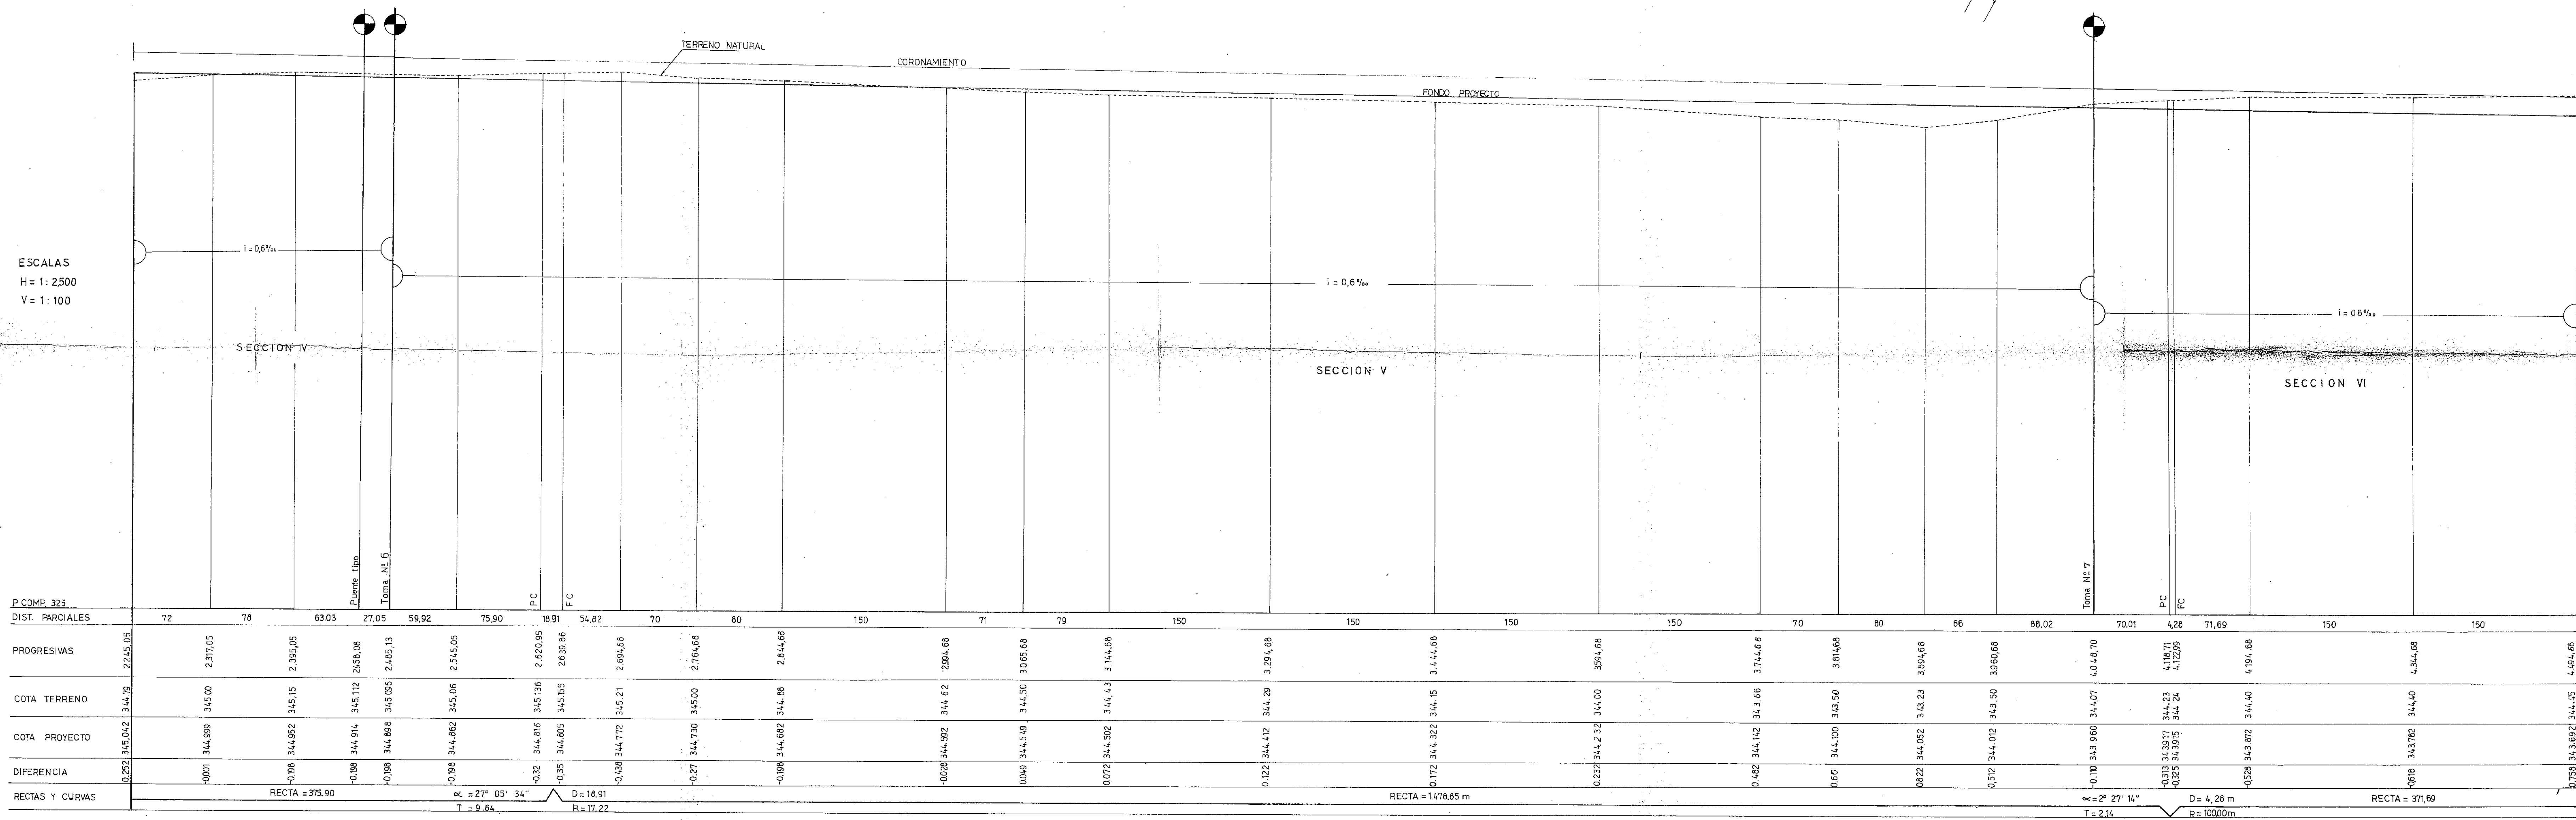 TERRENO NATURAL
CORONAMIENTO
FONDO PROYECTO
i = 0,6‰
i = 0,6‰
i = 06‰
ESCALAS
H = 1 : 2,500
V = 1 : 100
SECCION IV
SECCION V
SECCION VI
Puente tipo
Toma Nº 6
PC
FC
Toma Nº 7
PC
FC
P COMP. 325
DIST. PARCIALES 72 78 63.03 27,05 59,92 75,90 18.91 54,82 70 80 150 71 79 150 150 150 150 70 80 66 88,02 70.01 4,28 71,69 150 150
PROGRESIVAS 2245,05 2.317,05 2.395,05 2458,08 2.485,13 2.545,05 2.620,95 2.639.86 2.694,68 2.764,68 2.844,68 2.994.68 3.065.68 3.144.68 3.294,68 3.444,68 3594,68 3.744,68 3.814,68 3.894,68 3.960,68 4.048,70 4.118,71 4.122,99 4.194.68 4.344,68 4.494,68
COTA TERRENO 344.79 345.00 345,15 345.112 345.096 345,06 345,136 345.155 345.21 345.00 344.88 344.62 344.50 344,43 344.29 344.15 344.00 343,66 343,50 343.23 343.50 344,07 344.23 344.24 344.40 344,40 344.45
COTA PROYECTO 345.042 344.999 344.952 344.914 344.898 344.862 344.816 344.805 344.772 344.730 344.682 344.592 344.549 344.502 344.412 344.322 344.232 344.142 344.100 344,052 344.012 343.960 343.917 343.915 343.872 343.782 343.692
DIFERENCIA 0.252 -0,001 -0.198 -0.198 -0,198 -0,198 -0.32 -0,35 -0,438 -0.27 -0.198 -0.028 0.049 0.072 0.122 0.172 0.232 0.482 0.60 0.822 0,512 -0.110 -0.313 -0,325 -0,528 -0,618 -0,758
RECTAS Y CURVAS RECTA = 375,90 ∝ = 27° 05' 34" D = 18,91 RECTA = 1.478,85 m ∝ = 2° 27' 14" D = 4, 28 m RECTA = 371,69
T = 9,64 R = 17,22 T = 2,14 R = 100,00 m